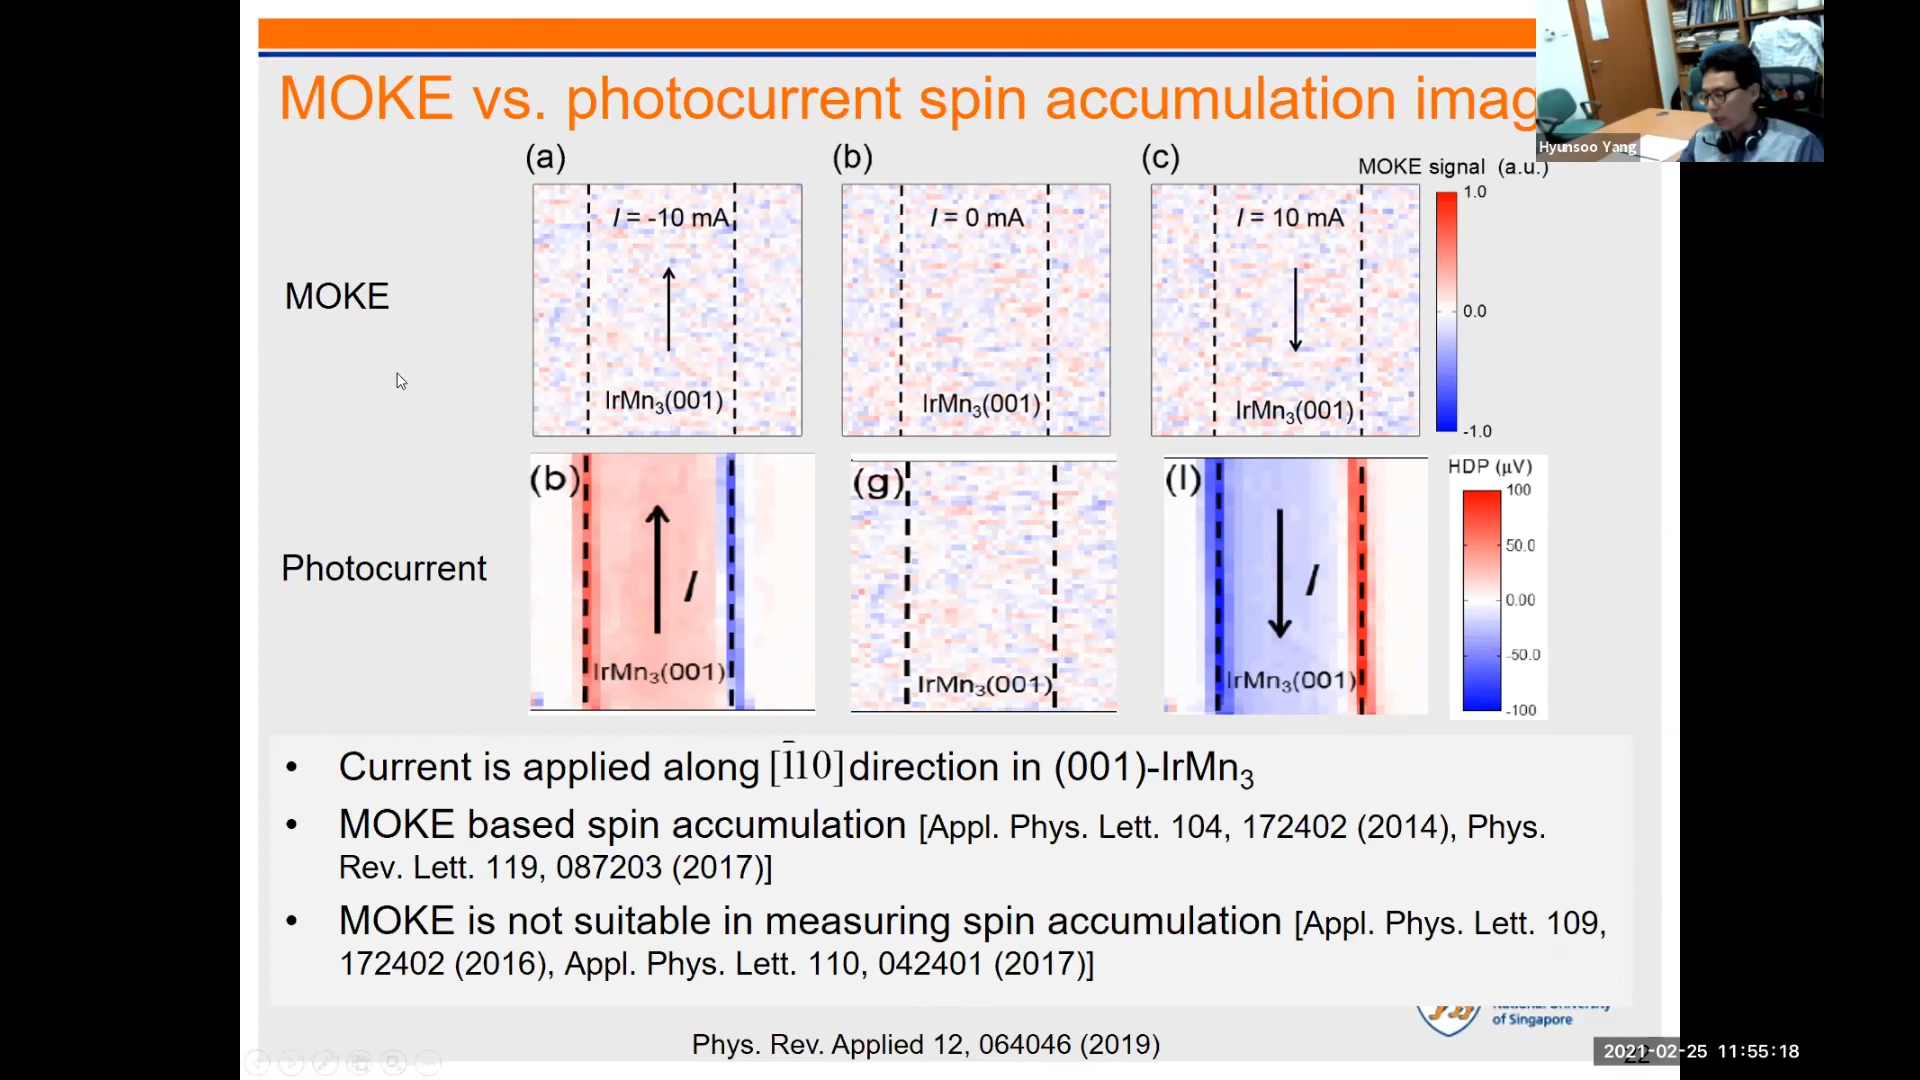 MOKE vs. photocurrent spin accumulation imag
Hyunsoo Yang
(a)
(b)
(c)
MOKE signal (a.u.)
I = -10 mA
I = 0 mA
I = 10 mA
1.0
0.0
-1.0
MOKE
IrMn₃(001)
IrMn₃(001)
IrMn₃(001)
(b)
(g)
(l)
HDP (μV)
100
50.0
0.00
-50.0
-100
Photocurrent
I
I
IrMn₃(001)
IrMn₃(001)
IrMn₃(001)
• Current is applied along [1̄10] direction in (001)-IrMn₃
• MOKE based spin accumulation [Appl. Phys. Lett. 104, 172402 (2014), Phys.
Rev. Lett. 119, 087203 (2017)]
• MOKE is not suitable in measuring spin accumulation [Appl. Phys. Lett. 109,
172402 (2016), Appl. Phys. Lett. 110, 042401 (2017)]
National University
of Singapore
Phys. Rev. Applied 12, 064046 (2019)
22
2021-02-25 11:55:18